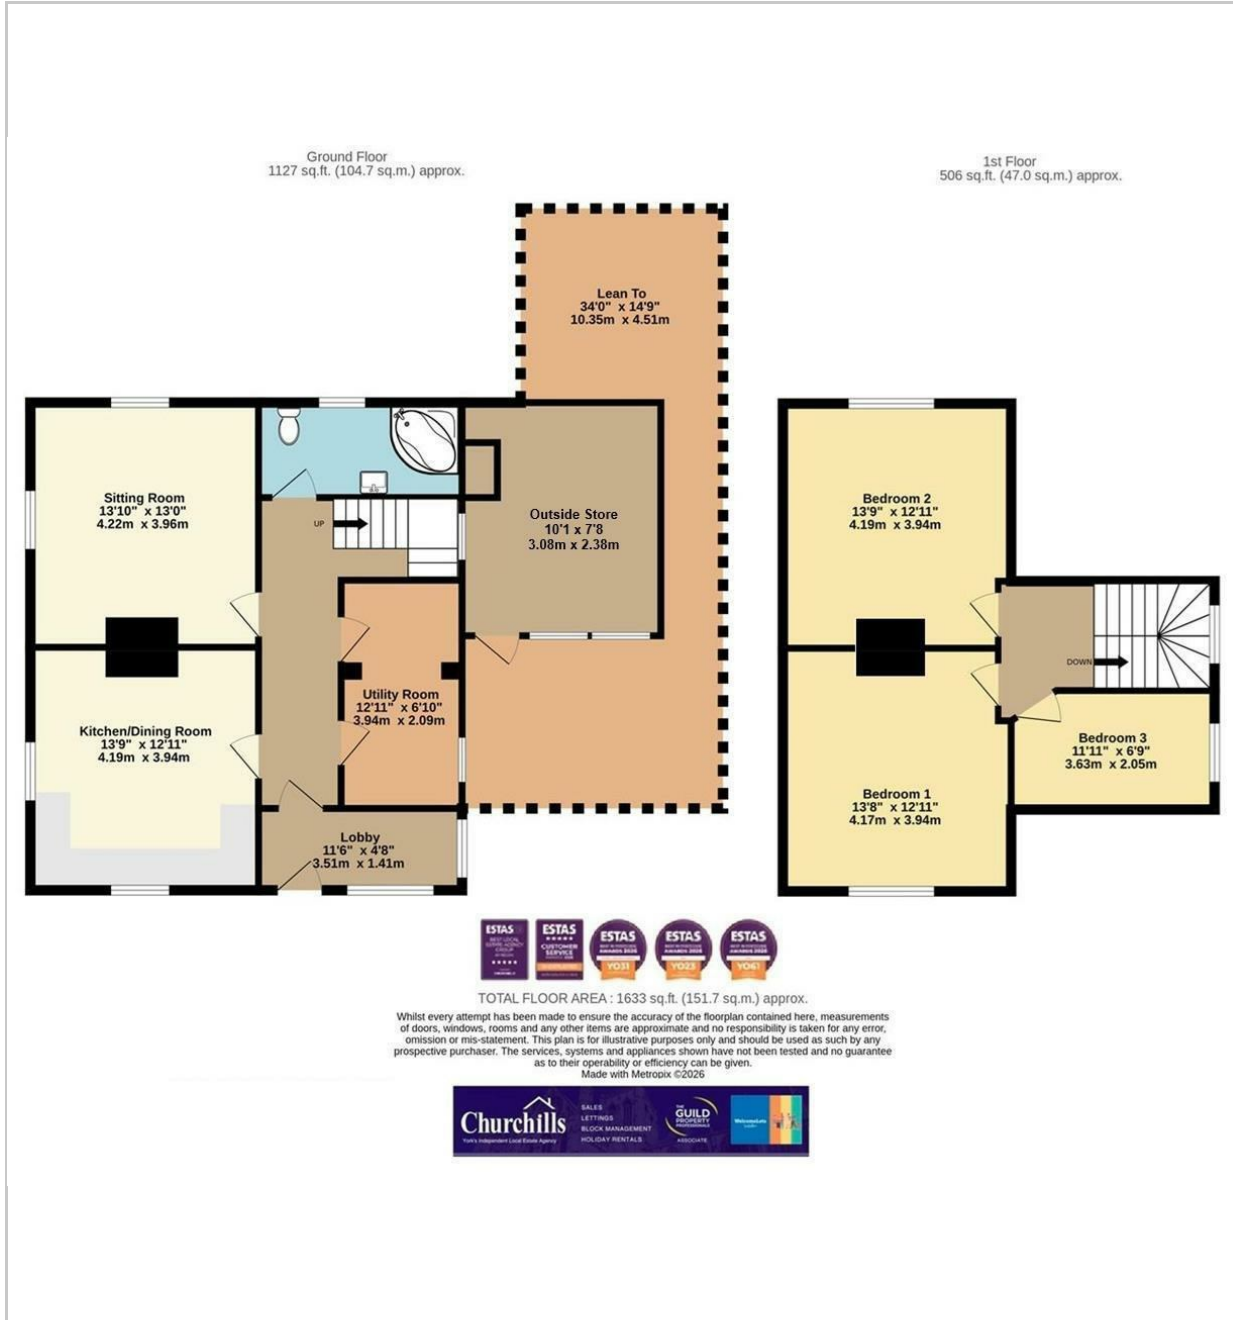 Ground Floor
1127 sq.ft. (104.7 sq.m.) approx.
1st Floor
506 sq.ft. (47.0 sq.m.) approx.
Lean To
34'0" x 14'9"
10.35m x 4.51m
Sitting Room
13'10" x 13'0"
4.22m x 3.96m
UP
Outside Store
10'1 x 7'8
3.08m x 2.38m
Bedroom 2
13'9" x 12'11"
4.19m x 3.94m
DOWN
Utility Room
12'11" x 6'10"
3.94m x 2.09m
Kitchen/Dining Room
13'9" x 12'11"
4.19m x 3.94m
Bedroom 3
11'11" x 6'9"
3.63m x 2.05m
Bedroom 1
13'8" x 12'11"
4.17m x 3.94m
Lobby
11'6" x 4'8"
3.51m x 1.41m
ESTAS
ESTAS
CUSTOMER
SERVICE
ESTAS
YO31
ESTAS
YO23
ESTAS
YO61
TOTAL FLOOR AREA : 1633 sq.ft. (151.7 sq.m.) approx.
Whilst every attempt has been made to ensure the accuracy of the floorplan contained here, measurements
of doors, windows, rooms and any other items are approximate and no responsibility is taken for any error,
omission or mis-statement. This plan is for illustrative purposes only and should be used as such by any
prospective purchaser. The services, systems and appliances shown have not been tested and no guarantee
as to their operability or efficiency can be given.
Made with Metropix ©2026
Churchills
York's Independent Local Estate Agency
SALES
LETTINGS
BLOCK MANAGEMENT
HOLIDAY RENTALS
THE
GUILD
PROPERTY
PROFESSIONALS
ASSOCIATE